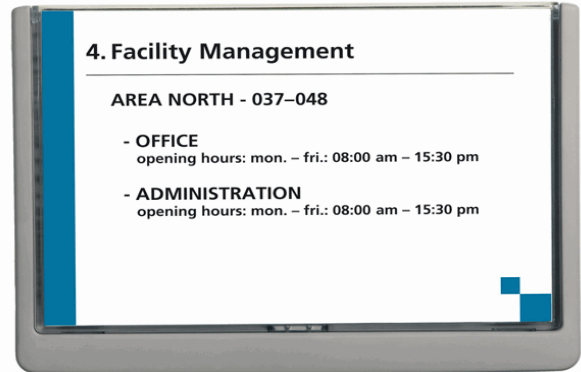 4. Facility Management
AREA NORTH - 037–048
- OFFICE
opening hours: mon. – fri.: 08:00 am – 15:30 pm
- ADMINISTRATION
opening hours: mon. – fri.: 08:00 am – 15:30 pm